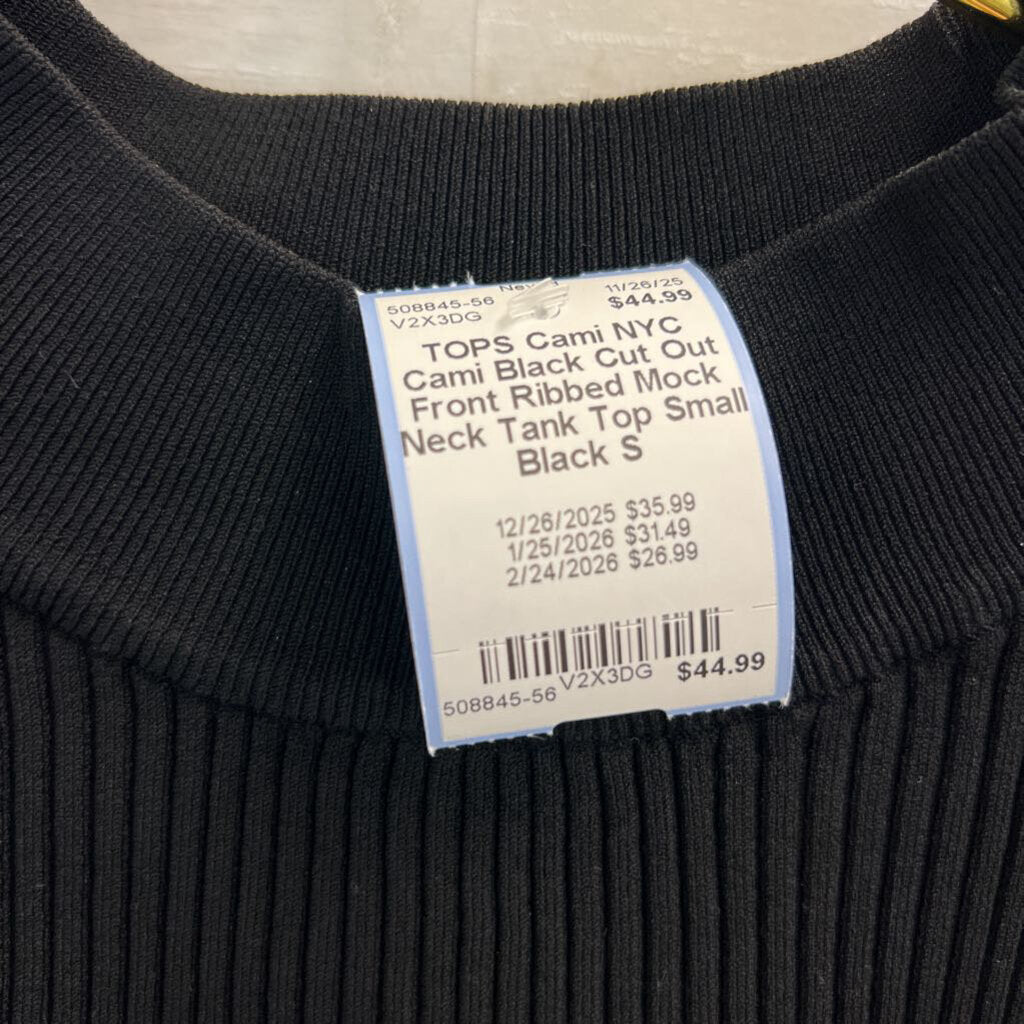 508845-56 11/26/25
V2X3DG $44.99
TOPS Cami NYC
Cami Black Cut Out
Front Ribbed Mock
Neck Tank Top Small
Black S
12/26/2025 $35.99
1/25/2026 $31.49
2/24/2026 $26.99
508845-56 V2X3DG $44.99